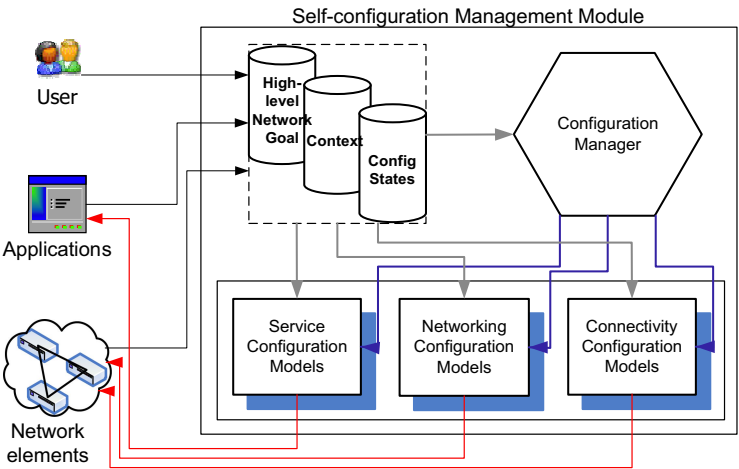 Self-configuration Management Module
User
High-
level
Network
Goal
Context
Config
States
Configuration
Manager
Applications
Service
Configuration
Models
Networking
Configuration
Models
Connectivity
Configuration
Models
Network
elements